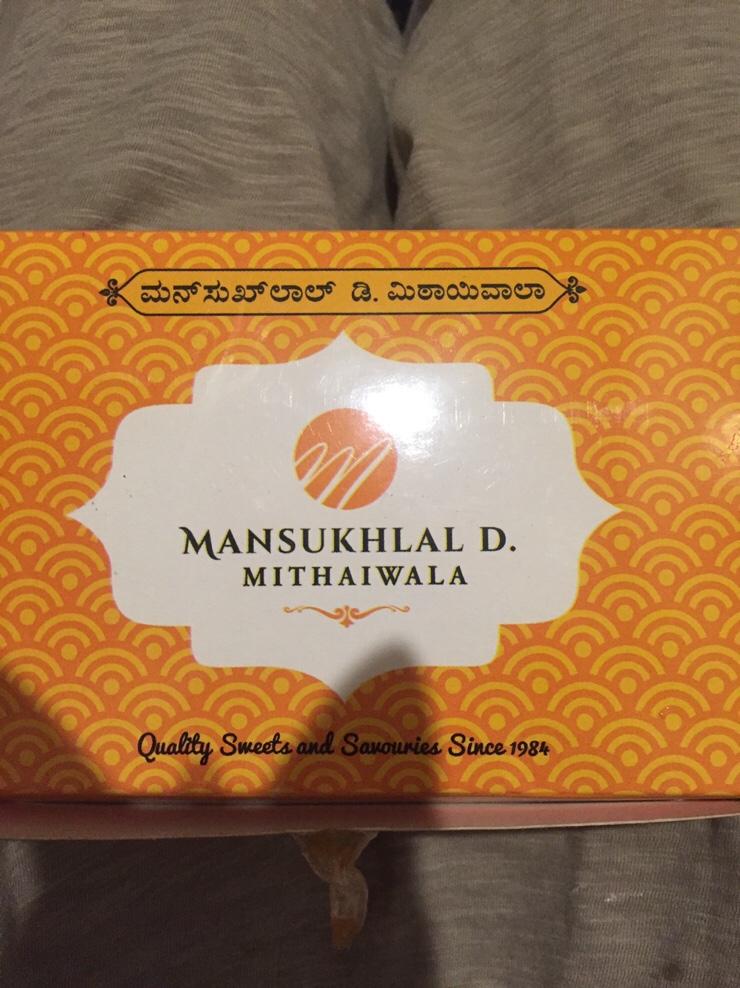 ಮನ್‌ಸುಖ್‌ಲಾಲ್ ಡಿ. ಮಿಠಾಯಿವಾಲಾ
MANSUKHLAL D.
MITHAIWALA
Quality Sweets and Savouries Since 1984